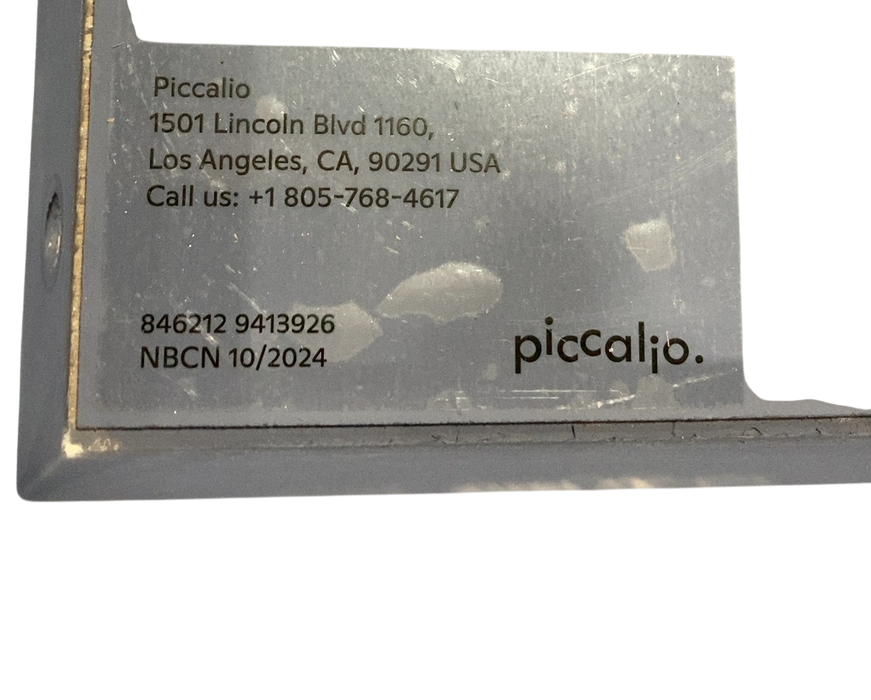 Piccalio
1501 Lincoln Blvd 1160,
Los Angeles, CA, 90291 USA
Call us: +1 805-768-4617
846212 9413926
NBCN 10/2024
piccalio.